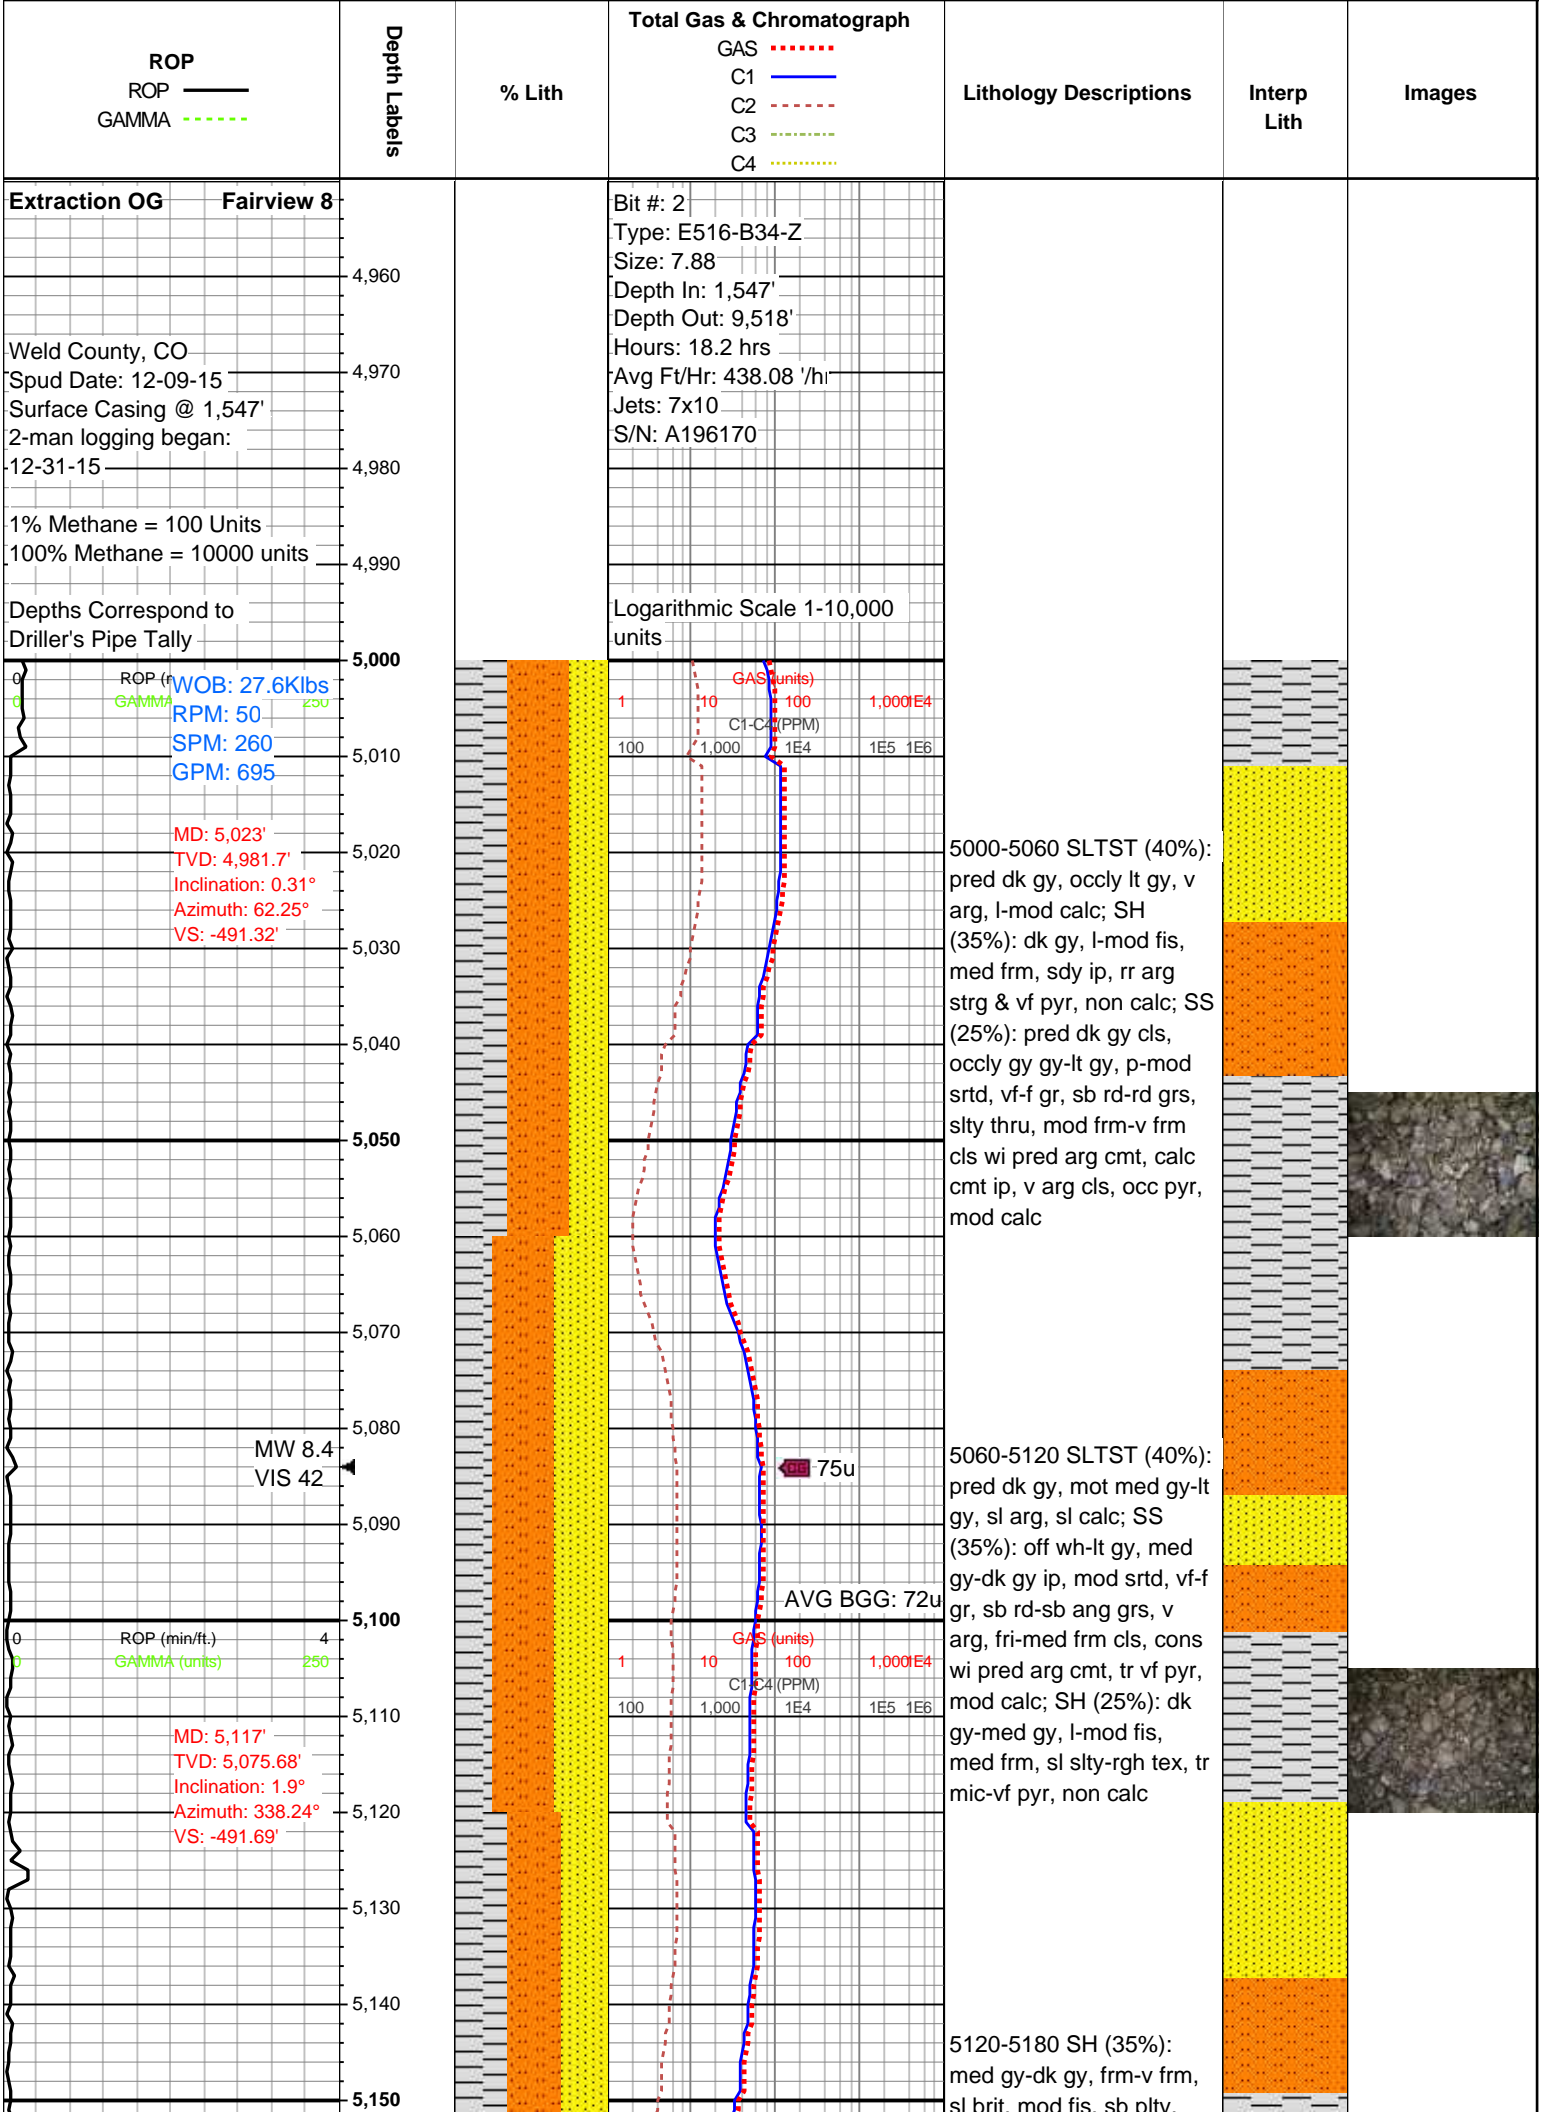 ROP
ROP
GAMMA
Depth Labels
% Lith
Total Gas & Chromatograph
GAS
C1
C2
C3
C4
Lithology Descriptions
Interp
Lith
Images
Extraction OG Fairview 8
Weld County, CO
Spud Date: 12-09-15
Surface Casing @ 1,547'
2-man logging began:
12-31-15
1% Methane = 100 Units
100% Methane = 10000 units
Depths Correspond to
Driller's Pipe Tally
Bit #: 2
Type: E516-B34-Z
Size: 7.88
Depth In: 1,547'
Depth Out: 9,518'
Hours: 18.2 hrs
Avg Ft/Hr: 438.08 '/hr
Jets: 7x10
S/N: A196170
Logarithmic Scale 1-10,000
units
4,960
4,970
4,980
4,990
5,000
5,010
5,020
5,030
5,040
5,050
5,060
5,070
5,080
5,090
5,100
5,110
5,120
5,130
5,140
5,150
0 ROP (
0 GAMMA 250
WOB: 27.6Klbs
RPM: 50
SPM: 260
GPM: 695
MD: 5,023'
TVD: 4,981.7'
Inclination: 0.31°
Azimuth: 62.25°
VS: -491.32'
MW 8.4
VIS 42
0 ROP (min/ft.) 4
0 GAMMA (units) 250
MD: 5,117'
TVD: 5,075.68'
Inclination: 1.9°
Azimuth: 338.24°
VS: -491.69'
GAS (units)
1 10 100 1,000 1E4
C1-C4 (PPM)
100 1,000 1E4 1E5 1E6
CG 75u
AVG BGG: 72u
GAS (units)
1 10 100 1,000 1E4
C1-C4 (PPM)
100 1,000 1E4 1E5 1E6
5000-5060 SLTST (40%):
pred dk gy, occly lt gy, v
arg, l-mod calc; SH
(35%): dk gy, l-mod fis,
med frm, sdy ip, rr arg
strg & vf pyr, non calc; SS
(25%): pred dk gy cls,
occly gy gy-lt gy, p-mod
srtd, vf-f gr, sb rd-rd grs,
slty thru, mod frm-v frm
cls wi pred arg cmt, calc
cmt ip, v arg cls, occ pyr,
mod calc
5060-5120 SLTST (40%):
pred dk gy, mot med gy-lt
gy, sl arg, sl calc; SS
(35%): off wh-lt gy, med
gy-dk gy ip, mod srtd, vf-f
gr, sb rd-sb ang grs, v
arg, fri-med frm cls, cons
wi pred arg cmt, tr vf pyr,
mod calc; SH (25%): dk
gy-med gy, l-mod fis,
med frm, sl slty-rgh tex, tr
mic-vf pyr, non calc
5120-5180 SH (35%):
med gy-dk gy, frm-v frm,
sl brit, mod fis, sb plty,